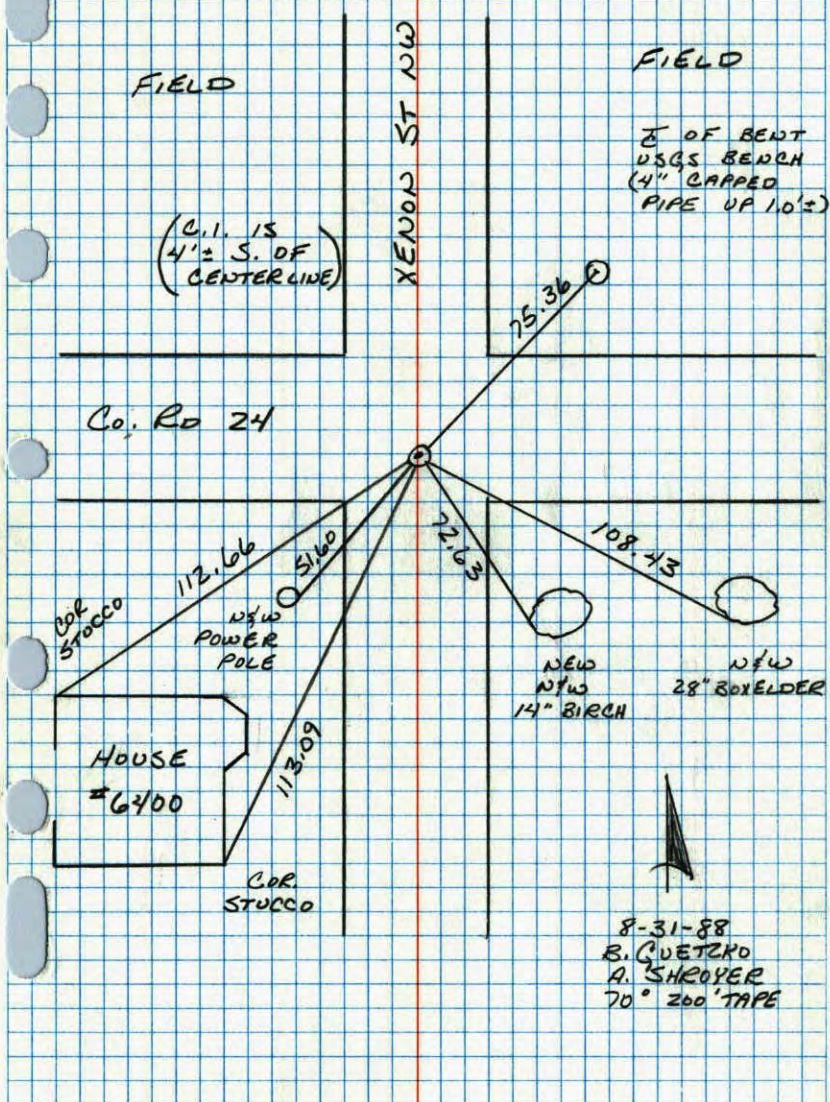 FIELD
XENON ST NW
FIELD
℄ OF BENT
USGS BENCH
(4" CAPPED
PIPE UP 1.0'±)
(C.I. IS
4'± S. OF
CENTERLINE)
75.36
Co. RD 24
112.66
51.60
72.63
108.43
COR
STOCCO
N&W
POWER
POLE
NEW
N&W
14" BIRCH
N&W
28" BOXELDER
HOUSE
#6400
113.09
COR.
STUCCO
8-31-88
B. GUETZKO
A. SHROYER
70° 200' TAPE